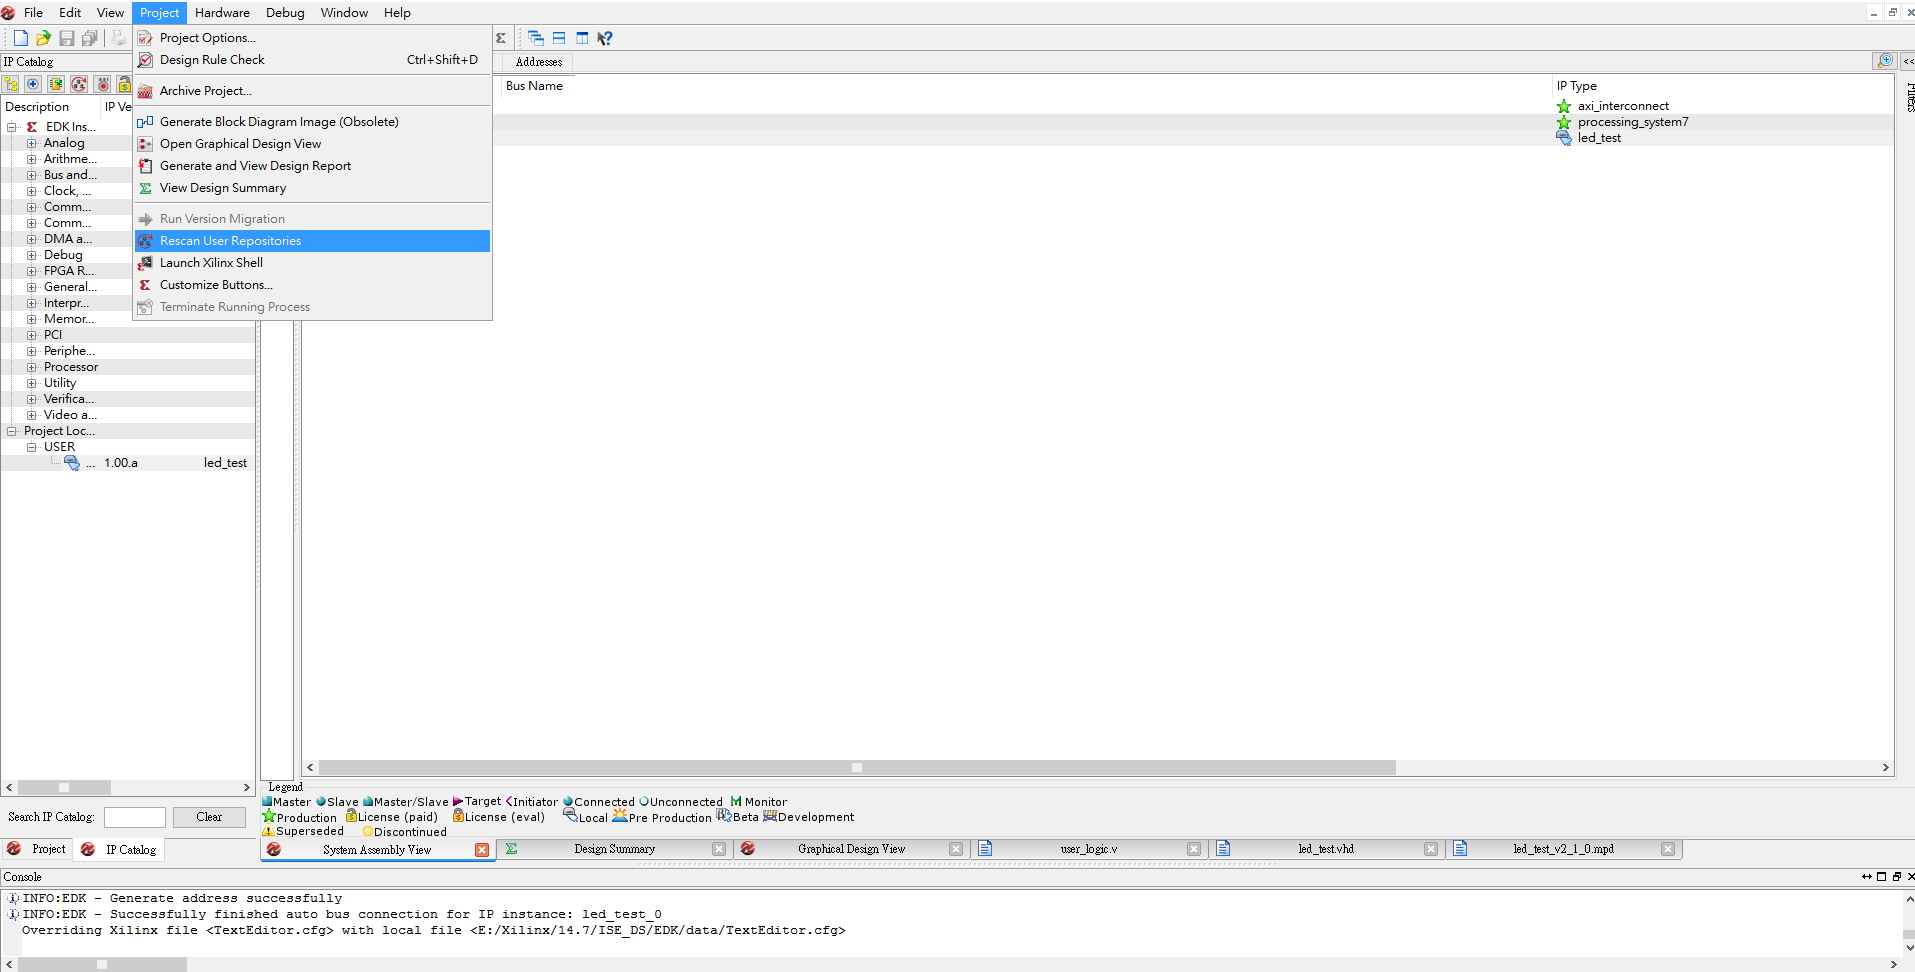 File Edit View Project Hardware Debug Window Help
Project Options...
Design Rule Check Ctrl+Shift+D
Archive Project...
Generate Block Diagram Image (Obsolete)
Open Graphical Design View
Generate and View Design Report
View Design Summary
Run Version Migration
Rescan User Repositories
Launch Xilinx Shell
Customize Buttons...
Terminate Running Process
IP Catalog
Description IP Ve
EDK Ins...
Analog
Arithme...
Bus and...
Clock, ...
Comm...
Comm...
DMA a...
Debug
FPGA R...
General...
Interpr...
Memor...
PCI
Periphe...
Processor
Utility
Verifica...
Video a...
Project Loc...
USER
... 1.00.a led_test
Search IP Catalog: Clear
Project IP Catalog
Addresses
Bus Name IP Type
axi_interconnect
processing_system7
led_test
Filters
Legend
Master Slave Master/Slave Target Initiator Connected Unconnected Monitor
Production License (paid) License (eval) Local Pre Production Beta Development
Superseded Discontinued
System Assembly View Design Summary Graphical Design View user_logic.v led_test.vhd led_test_v2_1_0.mpd
Console
INFO:EDK - Generate address successfully
INFO:EDK - Successfully finished auto bus connection for IP instance: led_test_0
Overriding Xilinx file <TextEditor.cfg> with local file <E:/Xilinx/14.7/ISE_DS/EDK/data/TextEditor.cfg>